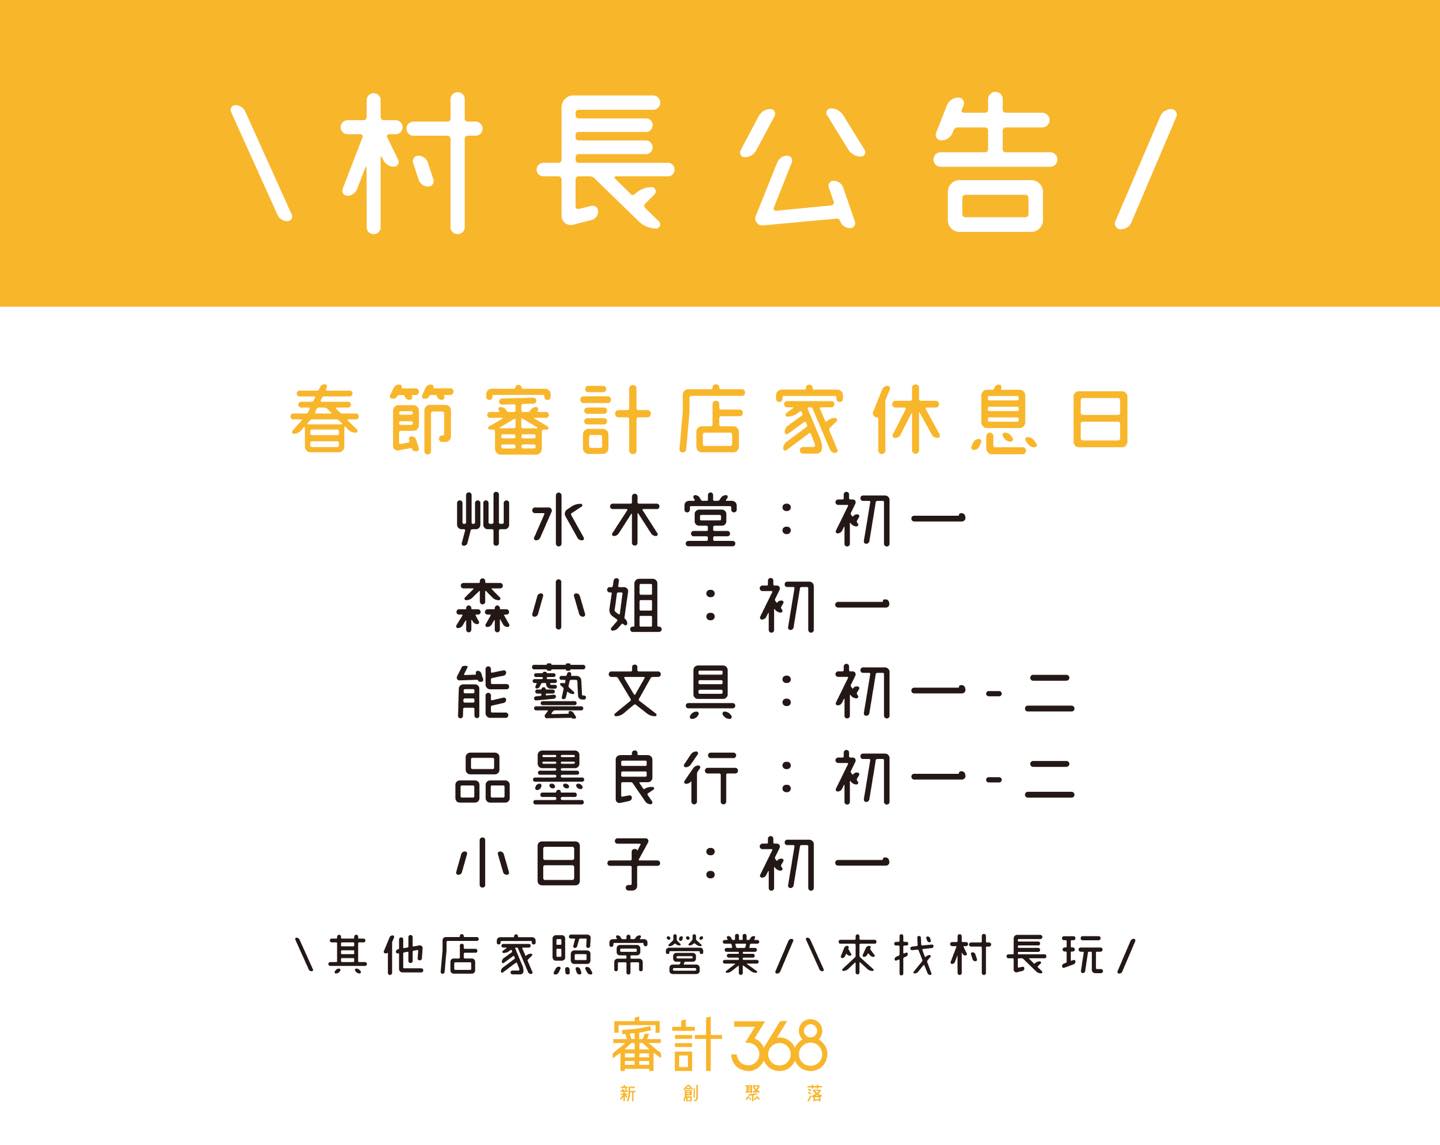 \村長公告/
春節審計店家休息日
艸水木堂：初一
森小姐：初一
能藝文具：初一-二
品墨良行：初一-二
小日子：初一
\其他店家照常營業/\來找村長玩/
審計368
新創聚落